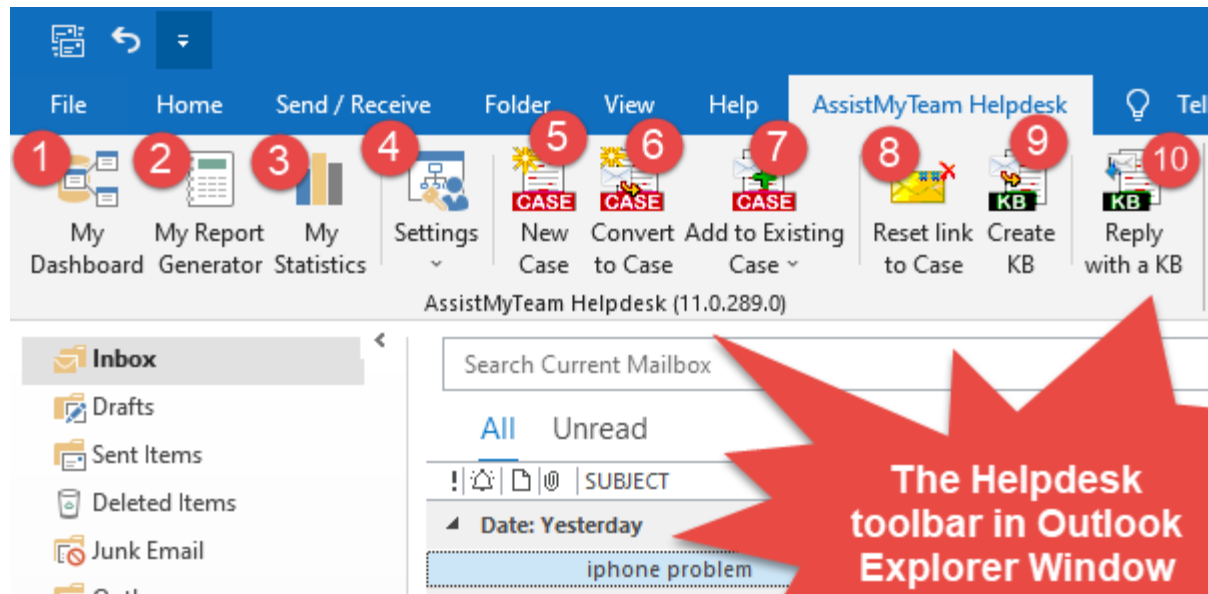 File Home Send / Receive Folder View Help AssistMyTeam Helpdesk Tel
1 2 3 4 5 6 7 8 9 10
CASE CASE CASE KB KB
My My Report My Settings New Convert Add to Existing Reset link Create Reply
Dashboard Generator Statistics Case to Case Case to Case KB with a KB
AssistMyTeam Helpdesk (11.0.289.0)
Inbox
Search Current Mailbox
Drafts
All Unread
Sent Items
! SUBJECT
The Helpdesk
Deleted Items
Date: Yesterday
toolbar in Outlook
Junk Email
iphone problem
Explorer Window